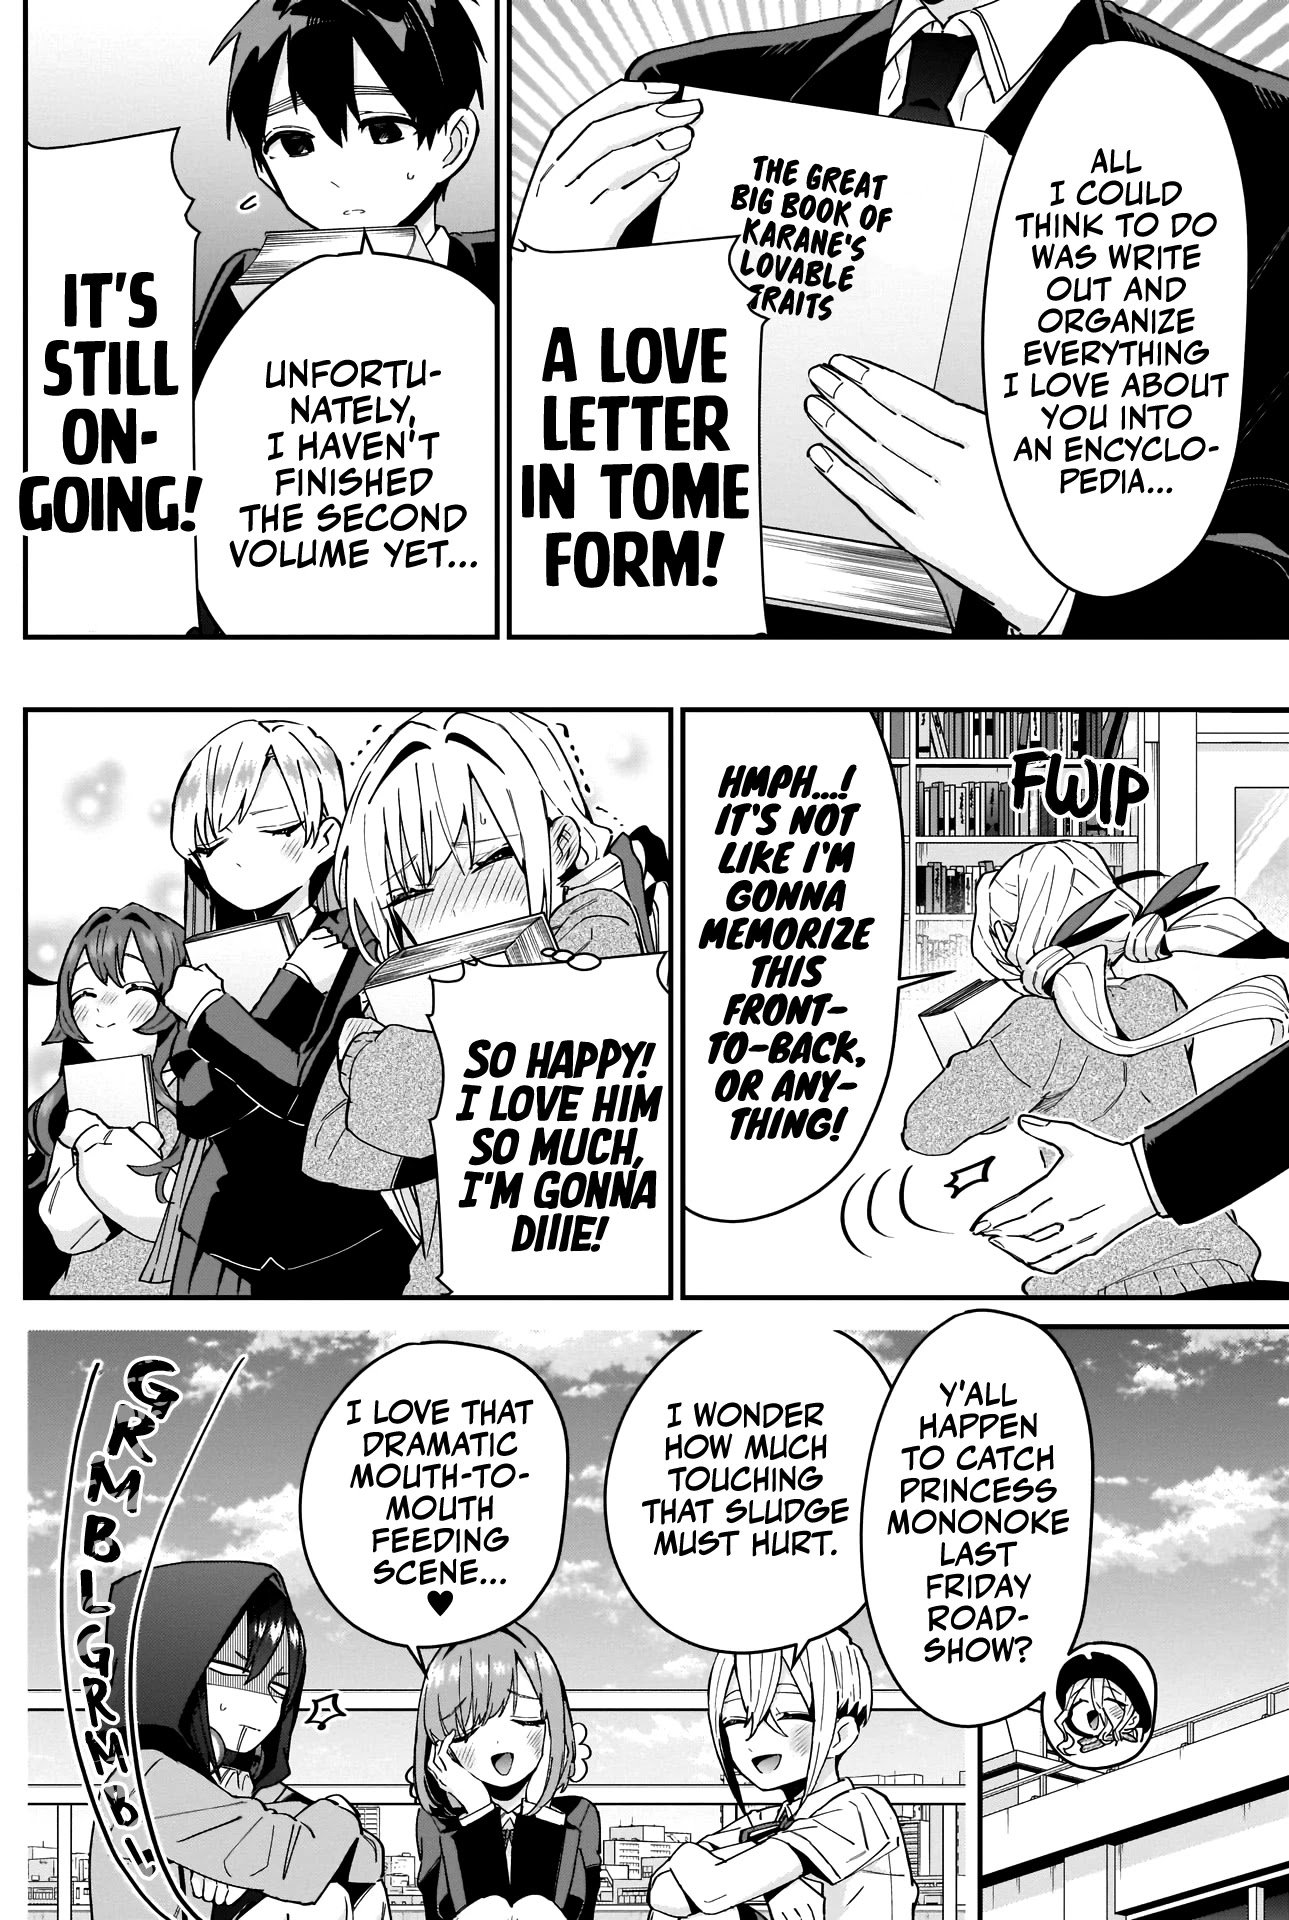 ALL
I COULD
THINK TO DO
WAS WRITE
OUT AND
ORGANIZE
EVERYTHING
I LOVE ABOUT
YOU INTO
AN ENCYCLO-
PEDIA...
THE GREAT
BIG BOOK OF
KARANE'S
LOVABLE
TRAITS
A LOVE
LETTER
IN TOME
FORM!
UNFORTU-
NATELY,
I HAVEN'T
FINISHED
THE SECOND
VOLUME YET...
IT'S
STILL
ON-
GOING!
FWIP
HMPH...!
IT'S NOT
LIKE I'M
GONNA
MEMORIZE
THIS
FRONT-
TO-BACK,
OR ANY-
THING!
SO HAPPY!
I LOVE HIM
SO MUCH,
I'M GONNA
DIIIE!
Y'ALL
HAPPEN
TO CATCH
PRINCESS
MONONOKE
LAST
FRIDAY
ROAD-
SHOW?
I WONDER
HOW MUCH
TOUCHING
THAT SLUDGE
MUST HURT.
I LOVE THAT
DRAMATIC
MOUTH-TO-
MOUTH
FEEDING
SCENE...
♥
GRMBLGRMBL